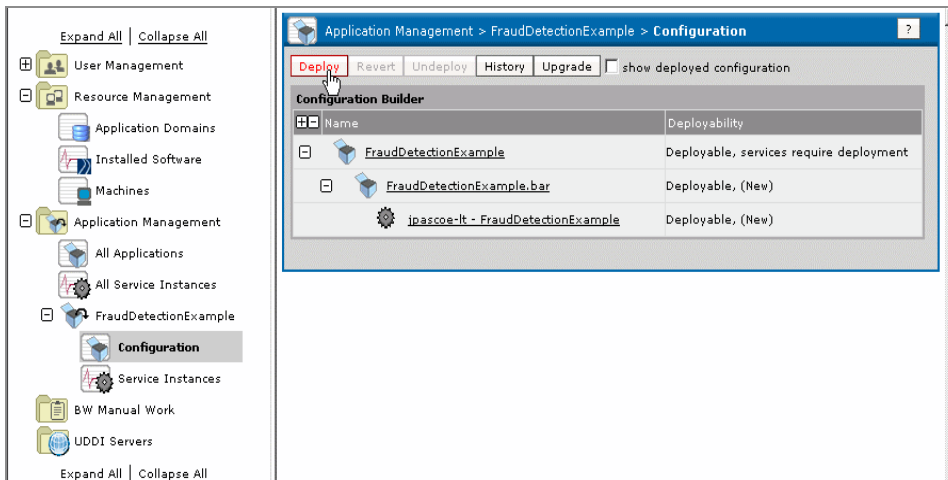 Expand All | Collapse All
User Management
Resource Management
Application Domains
Installed Software
Machines
Application Management
All Applications
All Service Instances
FraudDetectionExample
Configuration
Service Instances
BW Manual Work
UDDI Servers
Expand All | Collapse All
Application Management > FraudDetectionExample > Configuration ?
Deploy Revert Undeploy History Upgrade show deployed configuration
Configuration Builder
Name Deployability
FraudDetectionExample Deployable, services require deployment
FraudDetectionExample.bar Deployable, (New)
jpascoe-lt - FraudDetectionExample Deployable, (New)